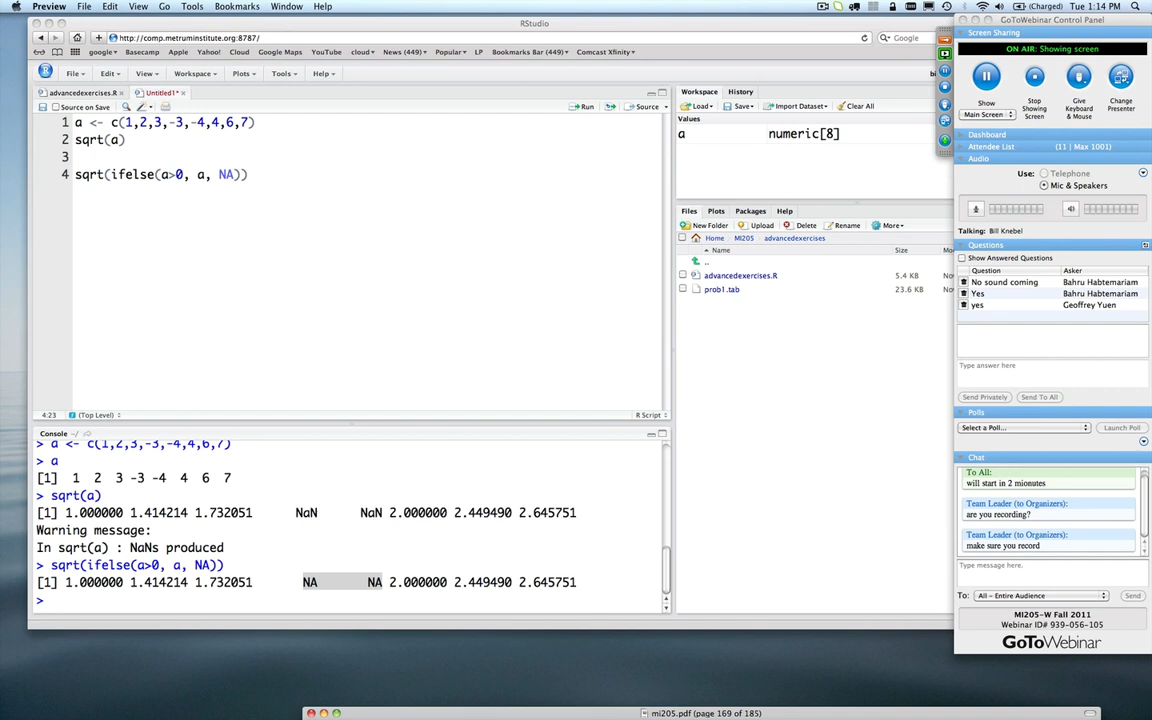 Preview File Edit View Go Tools Bookmarks Window Help
(Charged) Tue 1:14 PM
RStudio
http://comp.metruminstitute.org:8787/
Google
google Basecamp Apple Yahoo! Cloud Google Maps YouTube cloud News (449) Popular LP Bookmarks Bar (449) Comcast Xfinity
File Edit View Workspace Plots Tools Help
advancedexercises.R × Untitled1* ×
Source on Save Run Source
1 a <- c(1,2,3,-3,-4,4,6,7)
2 sqrt(a)
3
4 sqrt(ifelse(a>0, a, NA))
4:23 (Top Level) R Script
Console ~/
> a <- c(1,2,3,-3,-4,4,6,7)
> a
[1] 1 2 3 -3 -4 4 6 7
> sqrt(a)
[1] 1.000000 1.414214 1.732051 NaN NaN 2.000000 2.449490 2.645751
Warning message:
In sqrt(a) : NaNs produced
> sqrt(ifelse(a>0, a, NA))
[1] 1.000000 1.414214 1.732051 NA NA 2.000000 2.449490 2.645751
>
Workspace History
Load Save Import Dataset Clear All
Values
a numeric[8]
Files Plots Packages Help
New Folder Upload Delete Rename More
Home MI205 advancedexercises
Name Size
..
advancedexercises.R 5.4 KB
prob1.tab 23.6 KB
GoToWebinar Control Panel
Screen Sharing
ON AIR: Showing screen
Show
Main Screen
Stop
Showing
Screen
Give
Keyboard
& Mouse
Change
Presenter
Dashboard
Attendee List (11 | Max 1001)
Audio
Use: Telephone
Mic & Speakers
Talking: Bill Knebel
Questions
Show Answered Questions
Question Asker
No sound coming Bahru Habtemariam
Yes Bahru Habtemariam
yes Geoffrey Yuen
Type answer here
Send Privately Send To All
Polls
Select a Poll... Launch Poll
Chat
To All:
will start in 2 mionutes
Team Leader (to Organizers):
are you recording?
Team Leader (to Organizers):
make sure you record
Type message here.
To: All - Entire Audience Send
MI205-W Fall 2011
Webinar ID# 939-056-105
GoToWebinar
mi205.pdf (page 169 of 185)